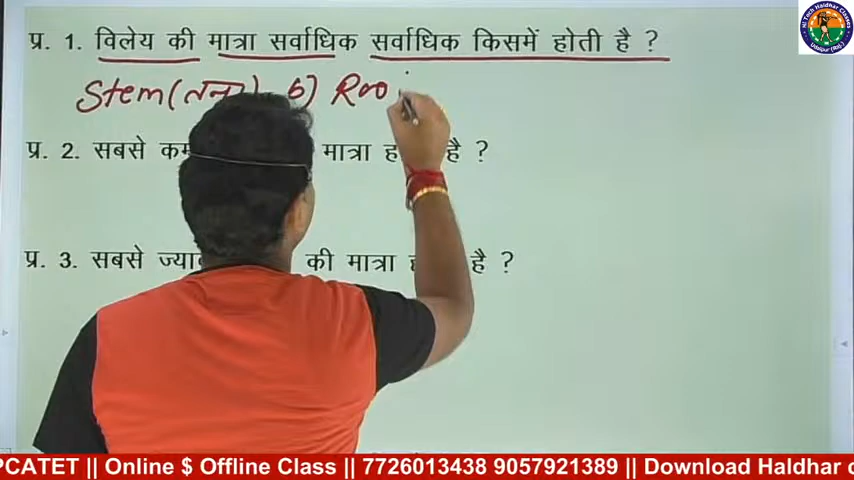 प्र. 1. विलेय की मात्रा सर्वाधिक सर्वाधिक किसमें होती है ?
Stem (तना) b) Roo
प्र. 2. सबसे मात्रा है ?
प्र. 3. सबसे की मात्रा है ?
PCATET || Online $ Offline Class || 7726013438 9057921389 || Download Haldhar